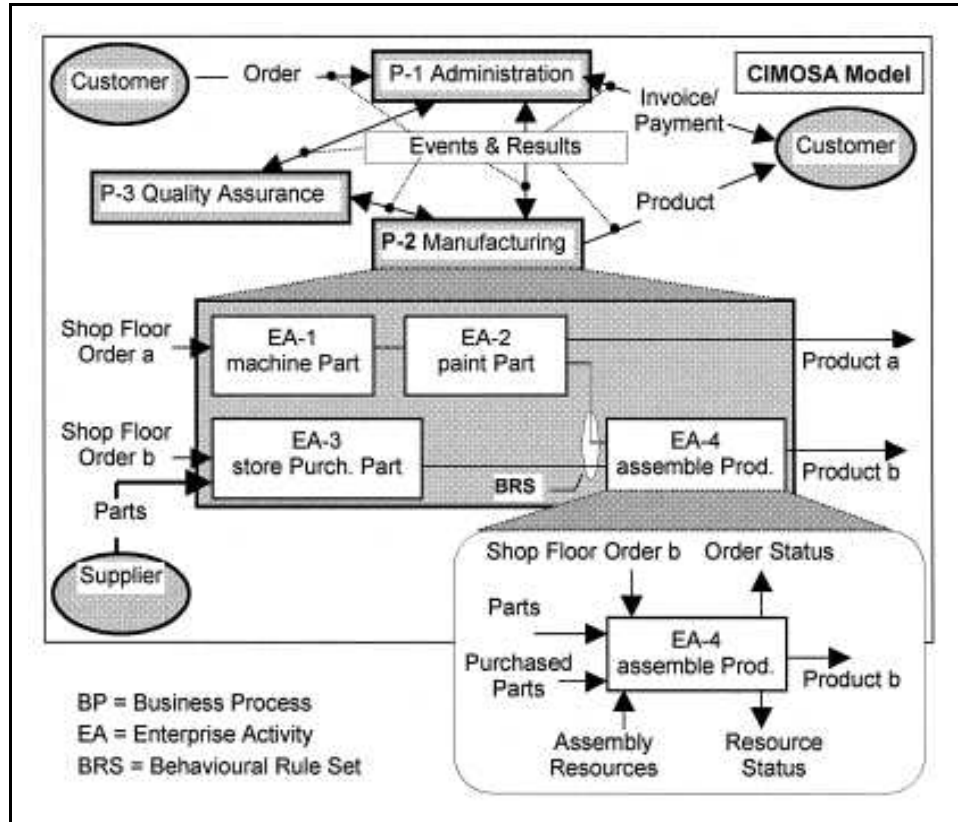 Customer
Order
P-1 Administration
CIMOSA Model
Invoice/
Payment
Customer
Events & Results
P-3 Quality Assurance
Product
P-2 Manufacturing
Shop Floor
Order a
EA-1
machine Part
EA-2
paint Part
Product a
Shop Floor
Order b
EA-3
store Purch. Part
BRS
EA-4
assemble Prod.
Product b
Parts
Supplier
Shop Floor Order b
Order Status
Parts
Purchased
Parts
EA-4
assemble Prod.
Product b
Assembly
Resources
Resource
Status
BP = Business Process
EA = Enterprise Activity
BRS = Behavioural Rule Set